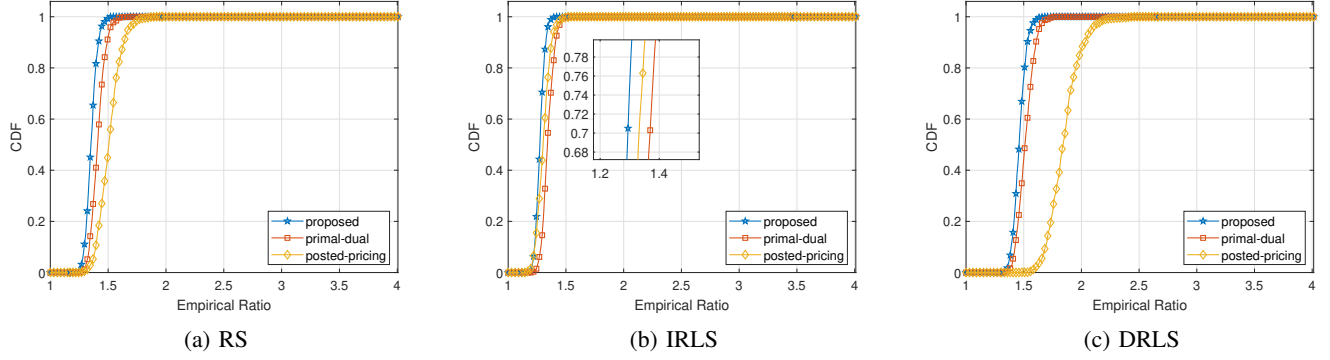 1
0.8
0.6
0.4
0.2
0
CDF
1 1.5 2 2.5 3 3.5 4
Empirical Ratio
proposed
primal-dual
posted-pricing
(a) RS
1
0.8
0.6
0.4
0.2
0
CDF
0.78
0.76
0.74
0.72
0.7
0.68
1.2 1.4
1 1.5 2 2.5 3 3.5 4
Empirical Ratio
proposed
primal-dual
posted-pricing
(b) IRLS
1
0.8
0.6
0.4
0.2
0
CDF
1 1.5 2 2.5 3 3.5 4
Empirical Ratio
proposed
primal-dual
posted-pricing
(c) DRLS